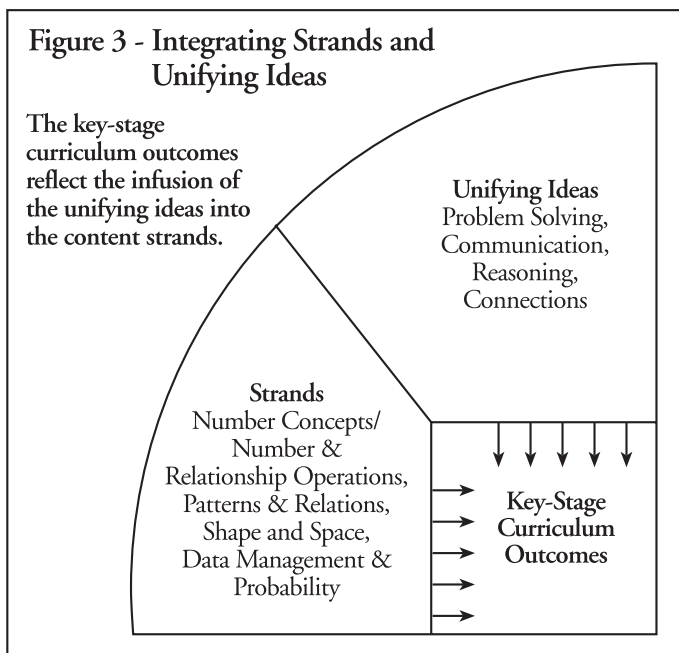 Figure 3 - Integrating Strands and
Unifying Ideas
The key-stage
curriculum outcomes
reflect the infusion of
the unifying ideas into
the content strands.
Unifying Ideas
Problem Solving,
Communication,
Reasoning,
Connections
Strands
Number Concepts/
Number &
Relationship Operations,
Patterns & Relations,
Shape and Space,
Data Management &
Probability
Key-Stage
Curriculum
Outcomes